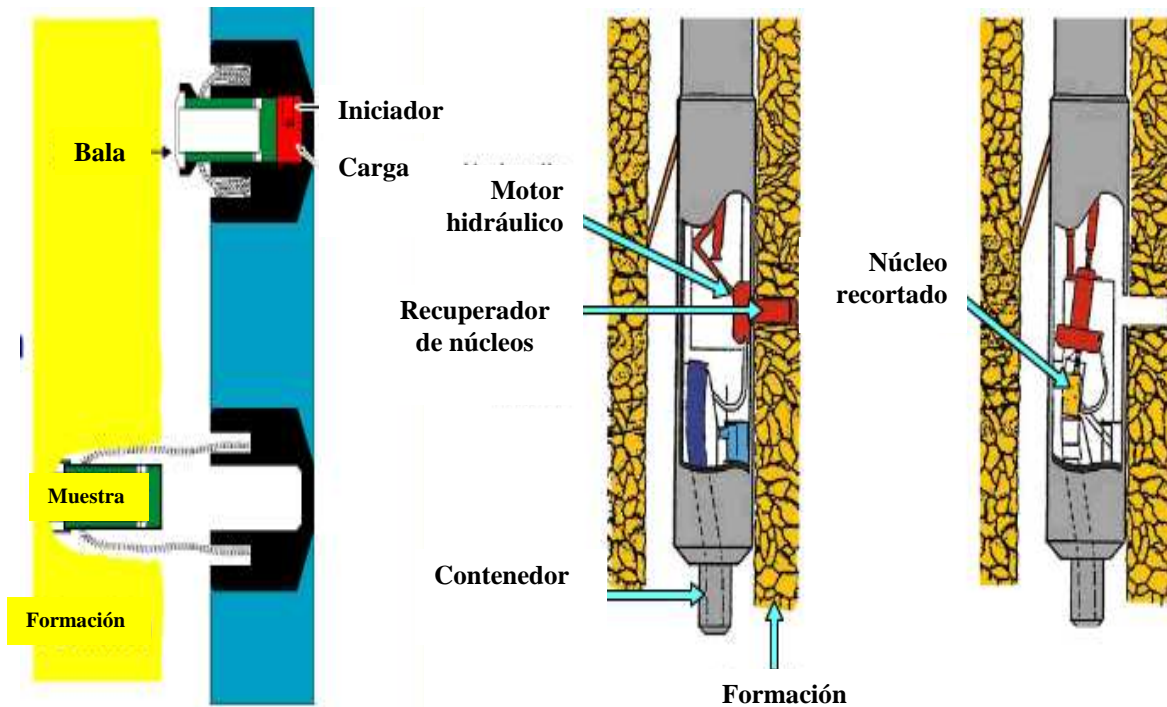 Bala
Iniciador
Carga
Muestra
Formación
Motor
hidráulico
Recuperador
de núcleos
Contenedor
Formación
Núcleo
recortado